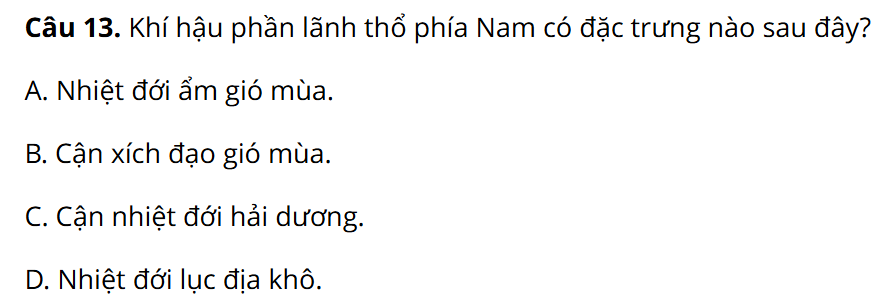 Câu 13. Khí hậu phần lãnh thổ phía Nam có đặc trưng nào sau đây?
A. Nhiệt đới ẩm gió mùa.
B. Cận xích đạo gió mùa.
C. Cận nhiệt đới hải dương.
D. Nhiệt đới lục địa khô.